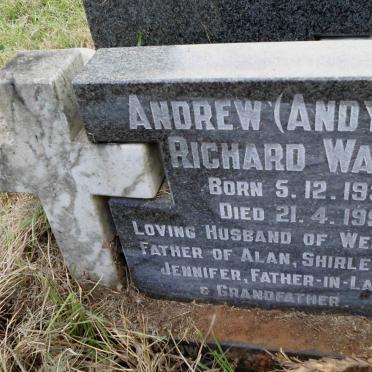 ANDREW (ANDY
RICHARD WA
BORN 5. 12. 19
DIED 21. 4. 199
LOVING HUSBAND OF WE
FATHER OF ALAN, SHIRLE
JENNIFER, FATHER-IN-LA
& GRANDFATHER